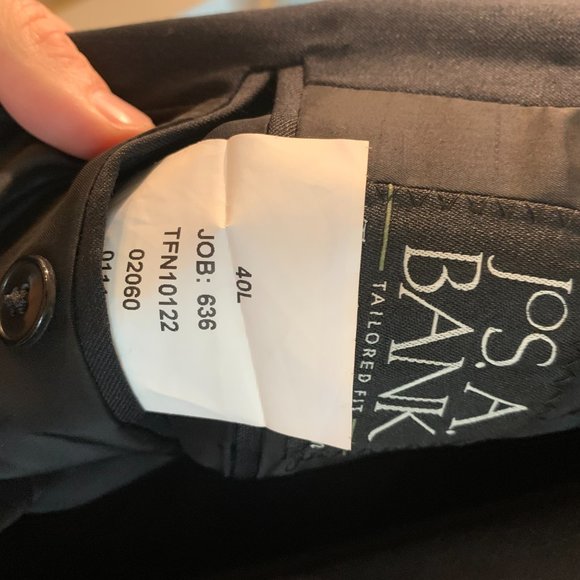 40L
JOB: 636
TFN10122
02060
JoS. A.
BANK
TAILORED FIT